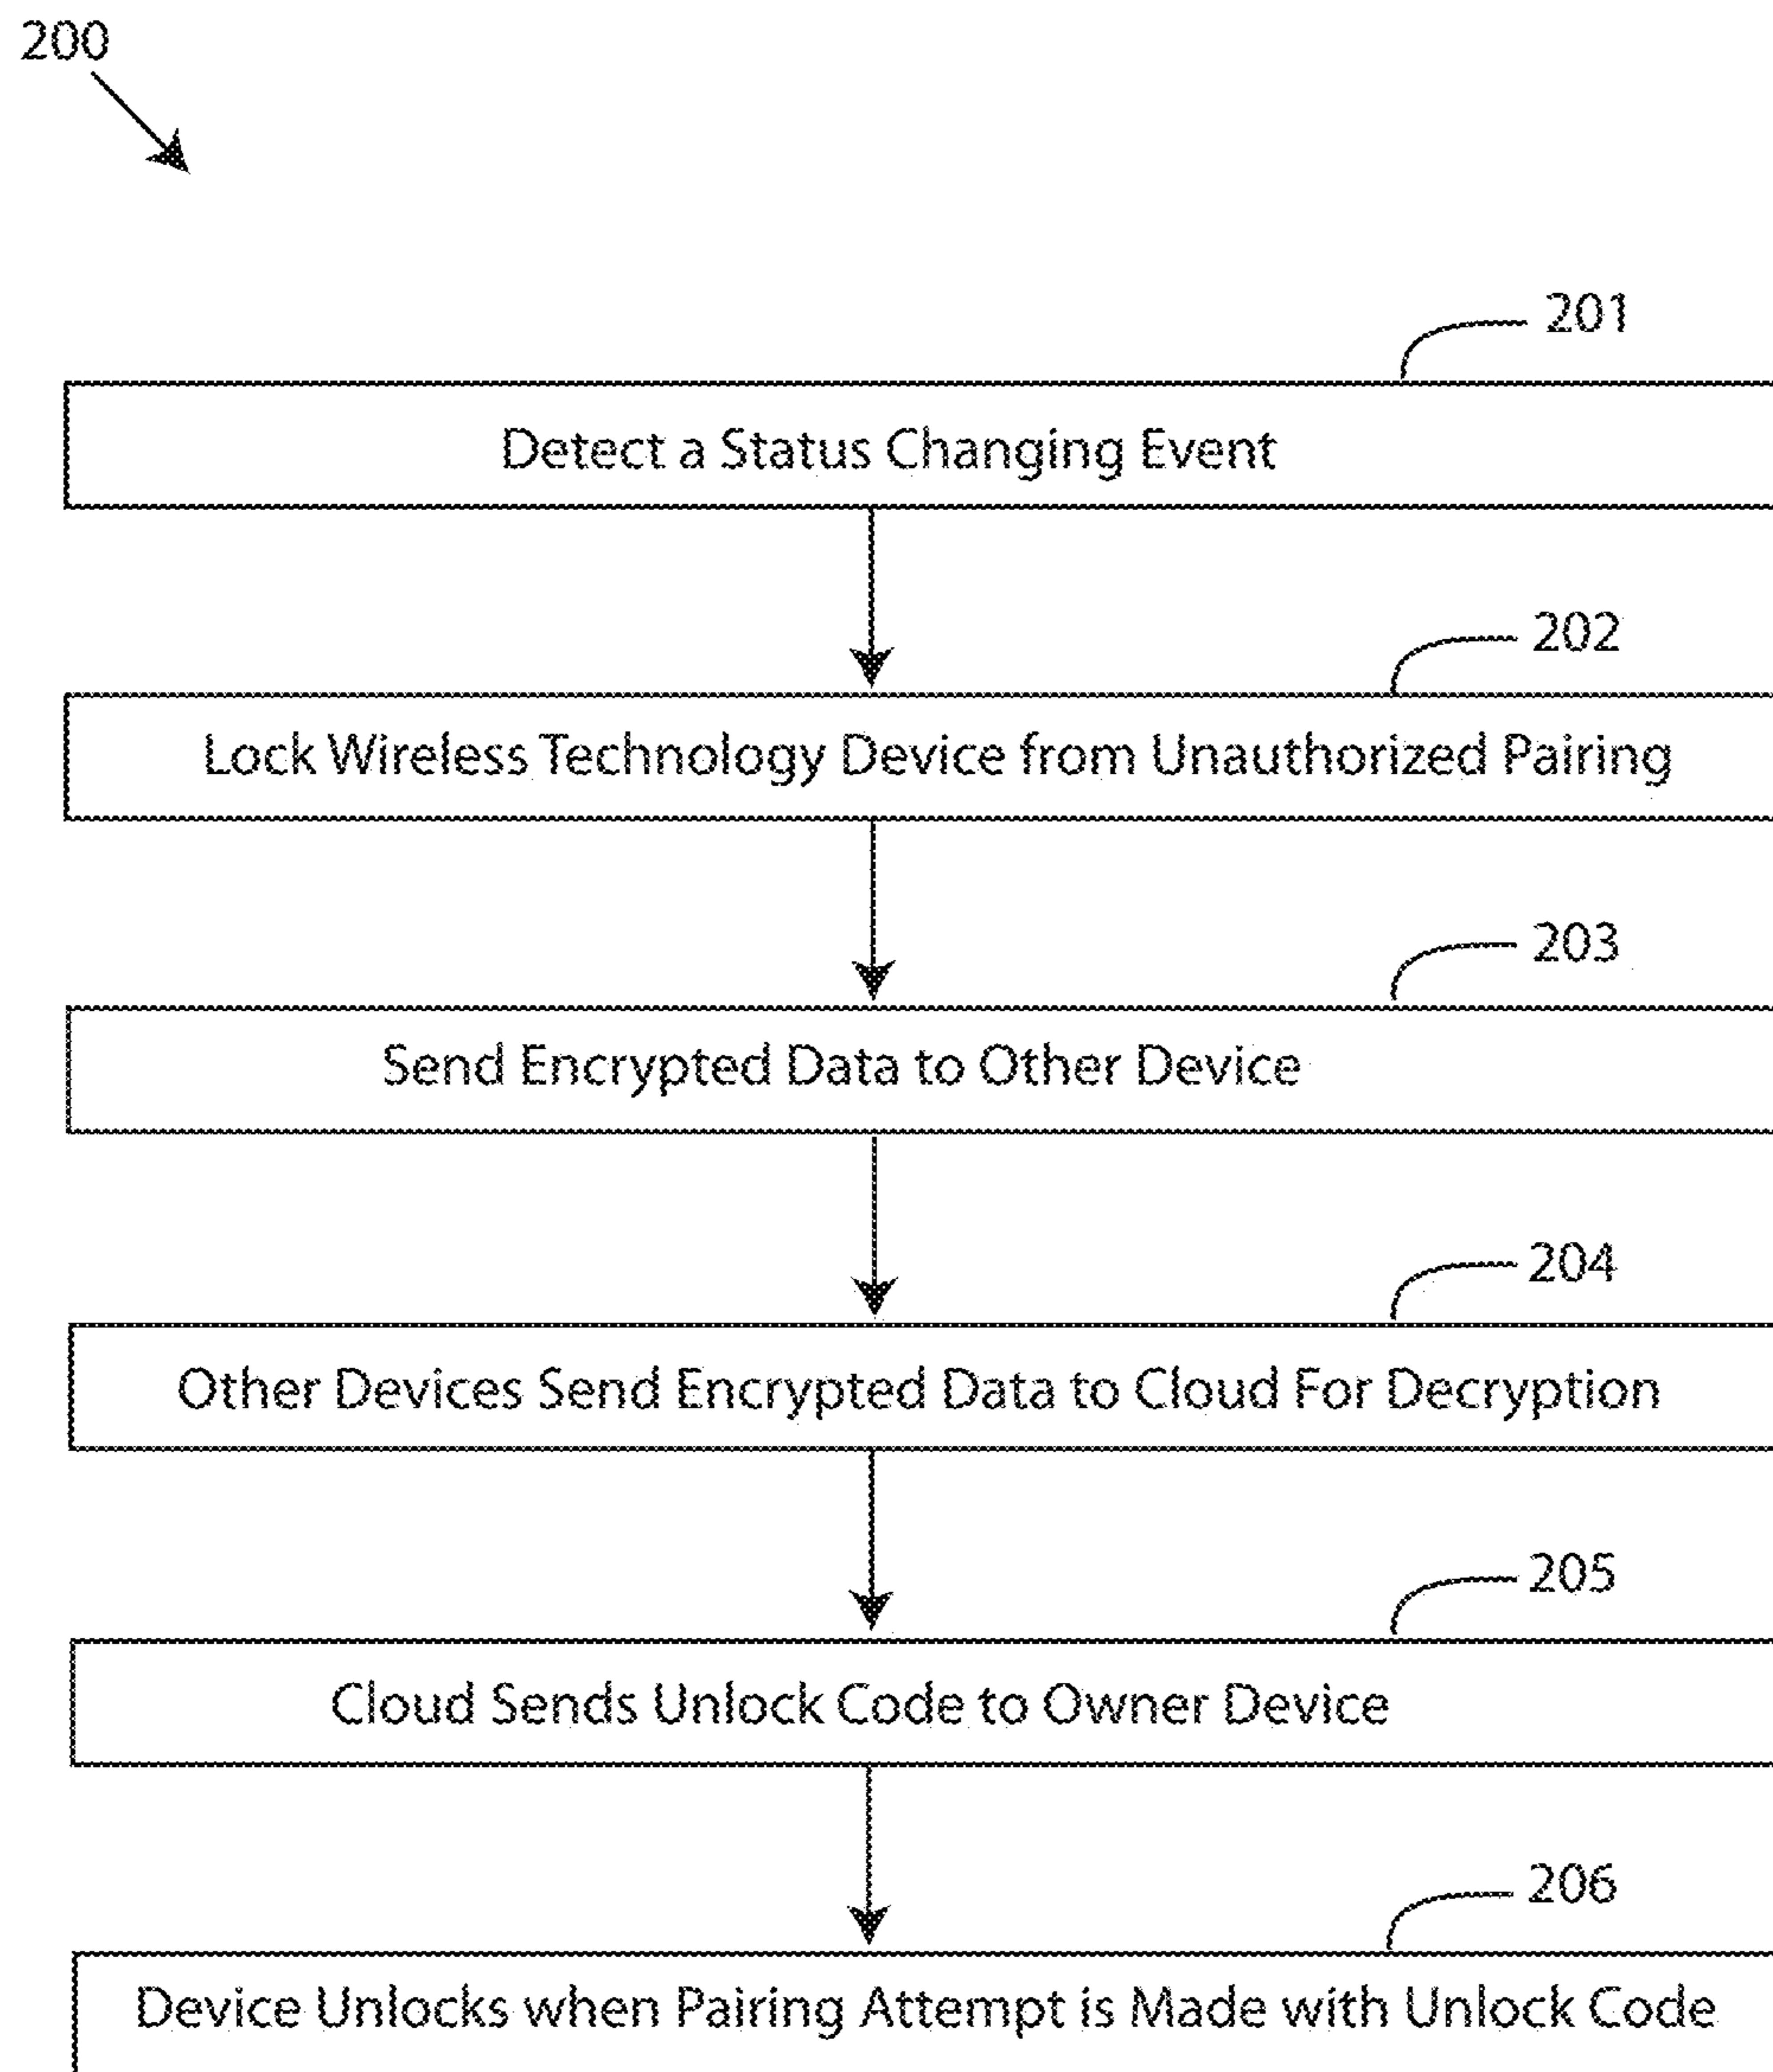 200
201
Detect a Status Changing Event
202
Lock Wireless Technology Device from Unauthorized Pairing
203
Send Encrypted Data to Other Device
204
Other Devices Send Encrypted Data to Cloud For Decryption
205
Cloud Sends Unlock Code to Owner Device
206
Device Unlocks when Pairing Attempt is Made with Unlock Code